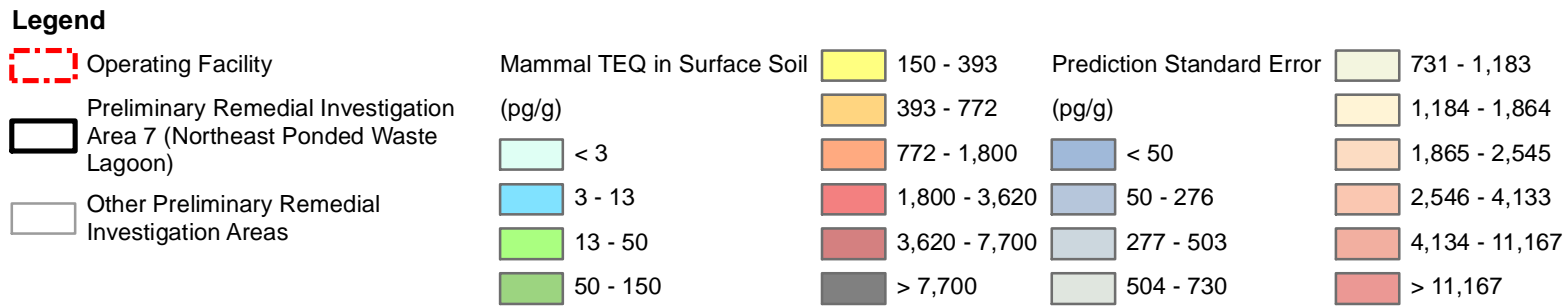 Legend
Operating Facility
Preliminary Remedial Investigation
Area 7 (Northeast Ponded Waste
Lagoon)
Other Preliminary Remedial
Investigation Areas
Mammal TEQ in Surface Soil
(pg/g)
< 3
3 - 13
13 - 50
50 - 150
150 - 393
393 - 772
772 - 1,800
1,800 - 3,620
3,620 - 7,700
> 7,700
Prediction Standard Error
(pg/g)
< 50
50 - 276
277 - 503
504 - 730
731 - 1,183
1,184 - 1,864
1,865 - 2,545
2,546 - 4,133
4,134 - 11,167
> 11,167